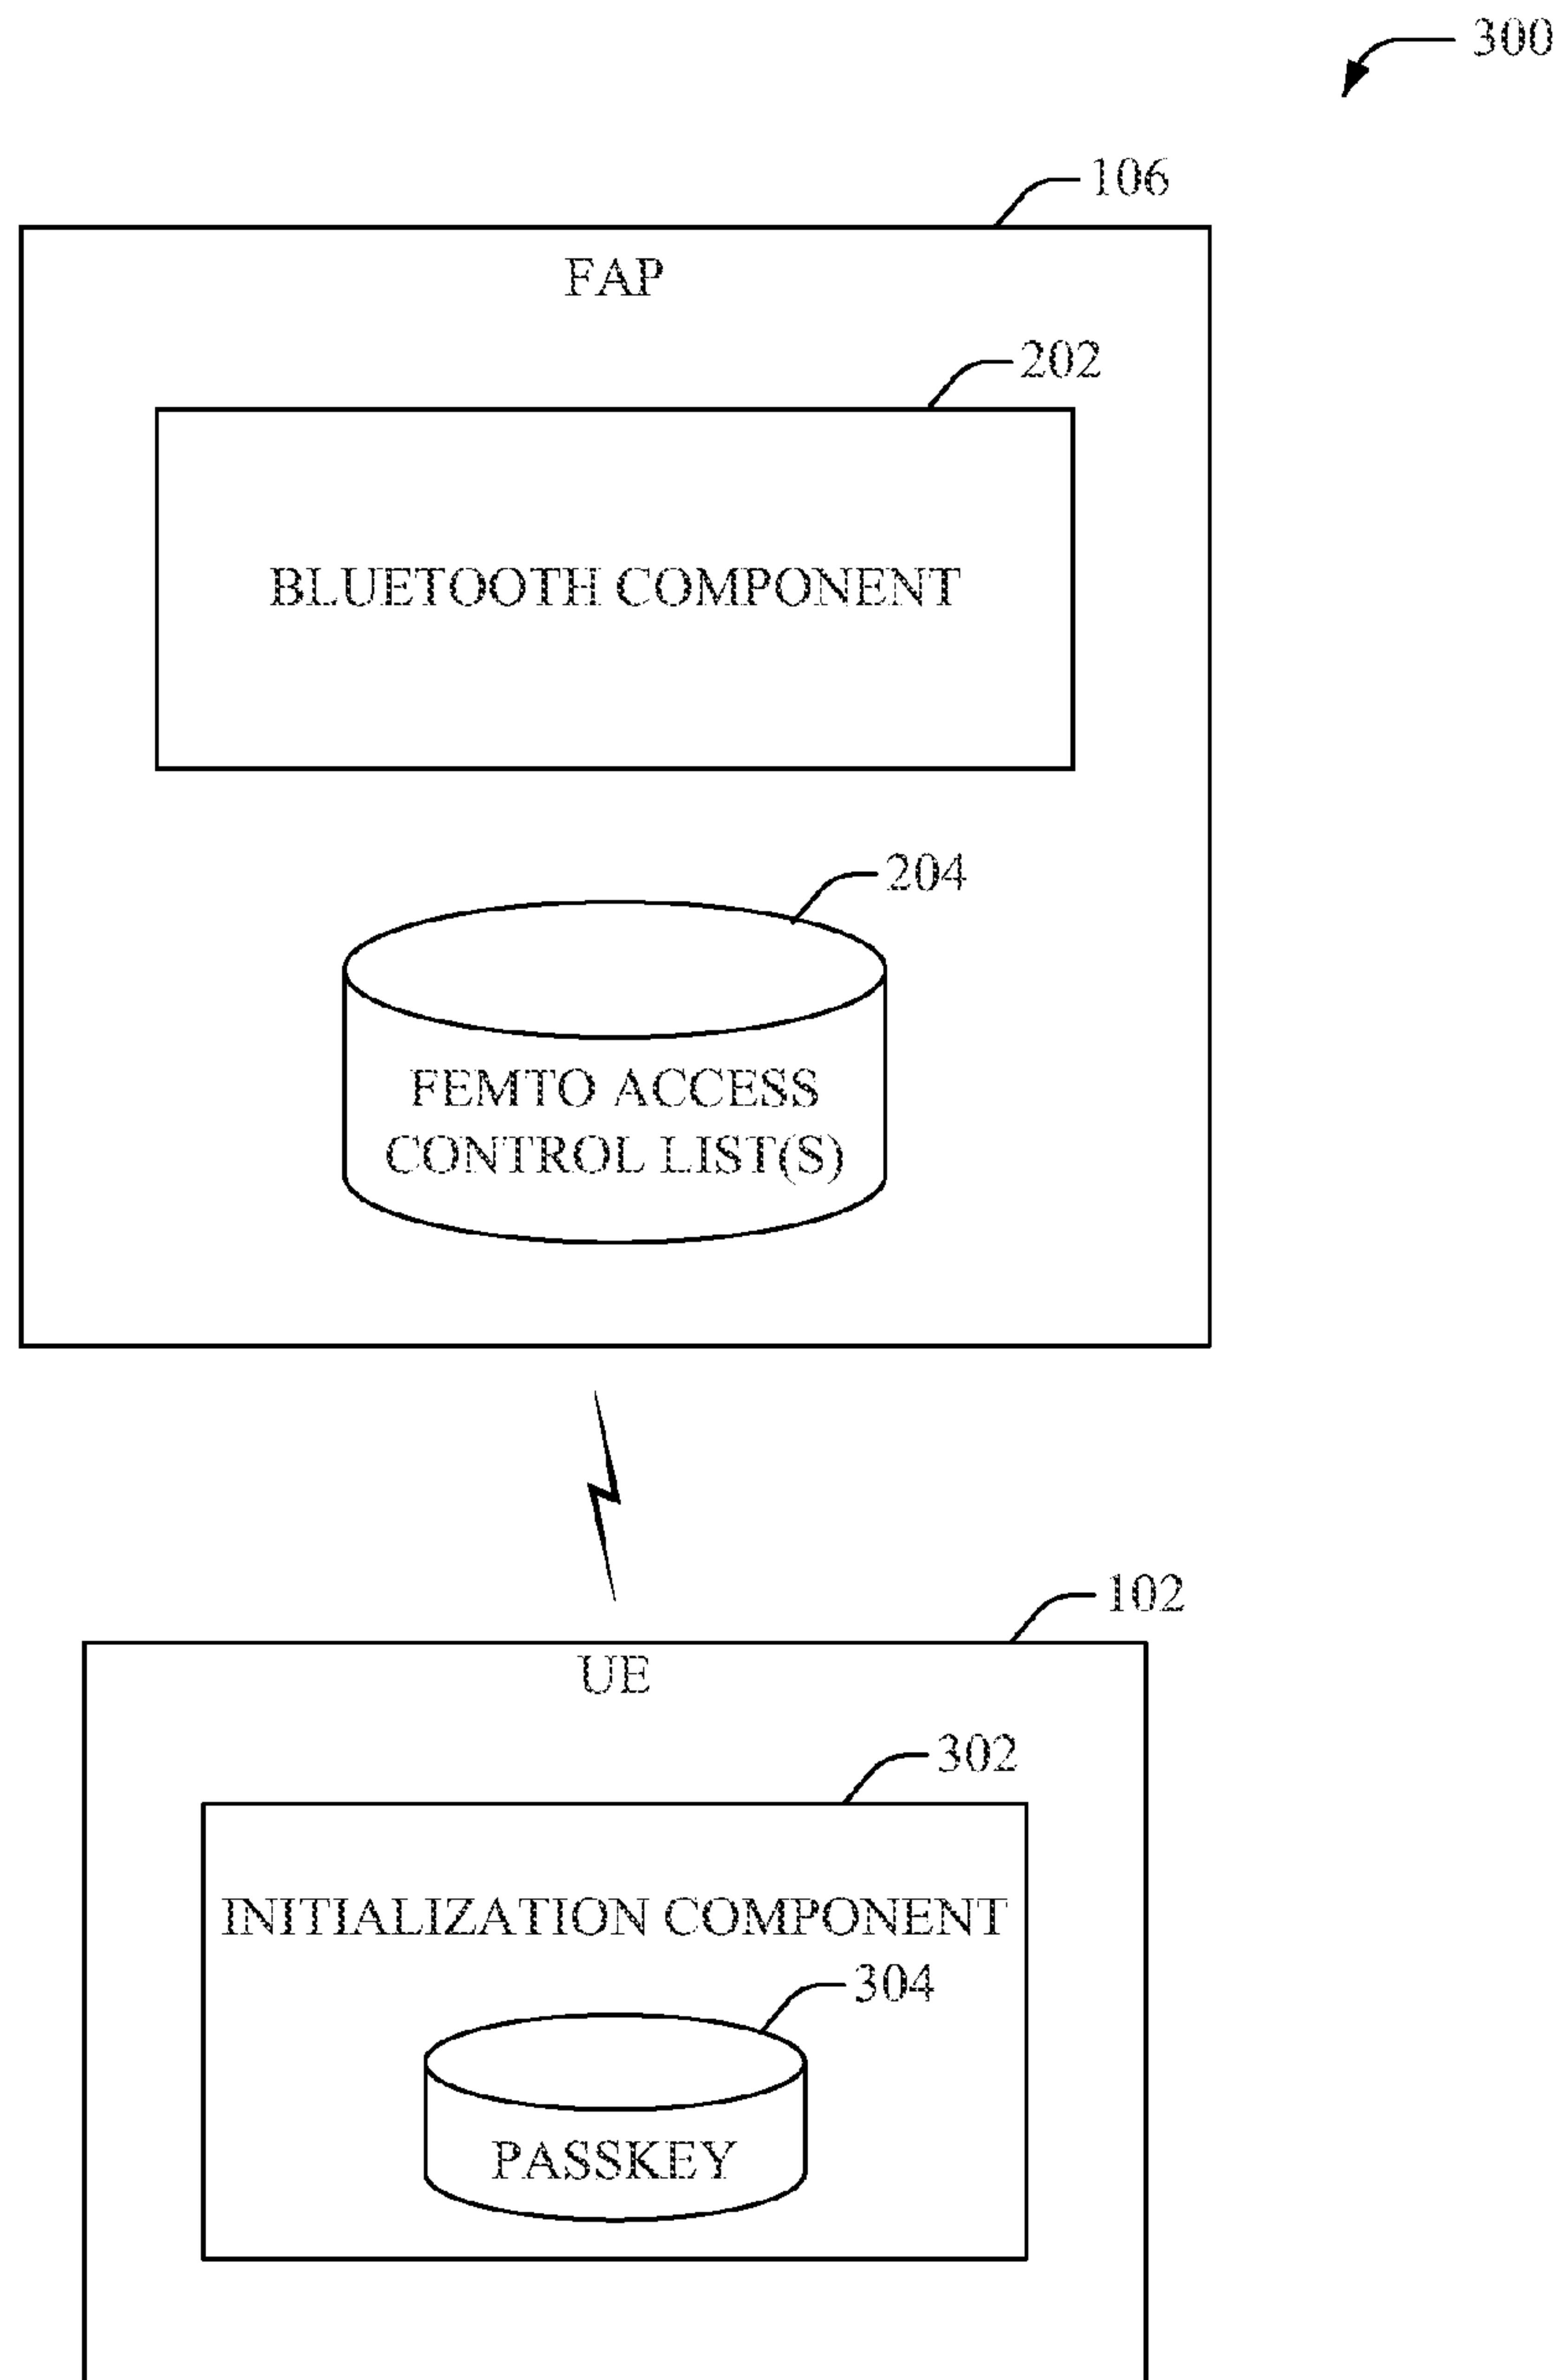 300
106
FAP
202
BLUETOOTH COMPONENT
204
FEMTO ACCESS
CONTROL LIST(S)
102
UE
302
INITIALIZATION COMPONENT
304
PASSKEY